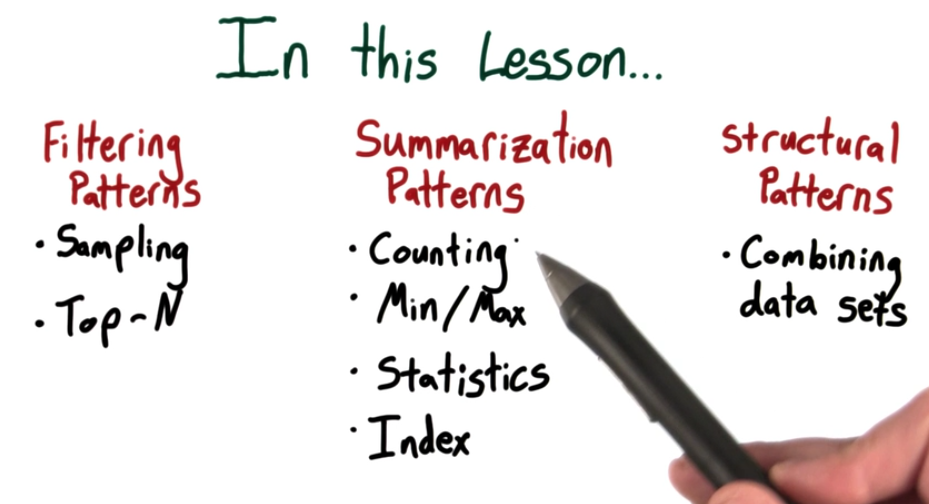 In this Lesson...
Filtering
Patterns
· Sampling
· Top-N
Summarization
Patterns
· Counting
· Min/Max
· Statistics
· Index
Structural
Patterns
· Combining
data sets